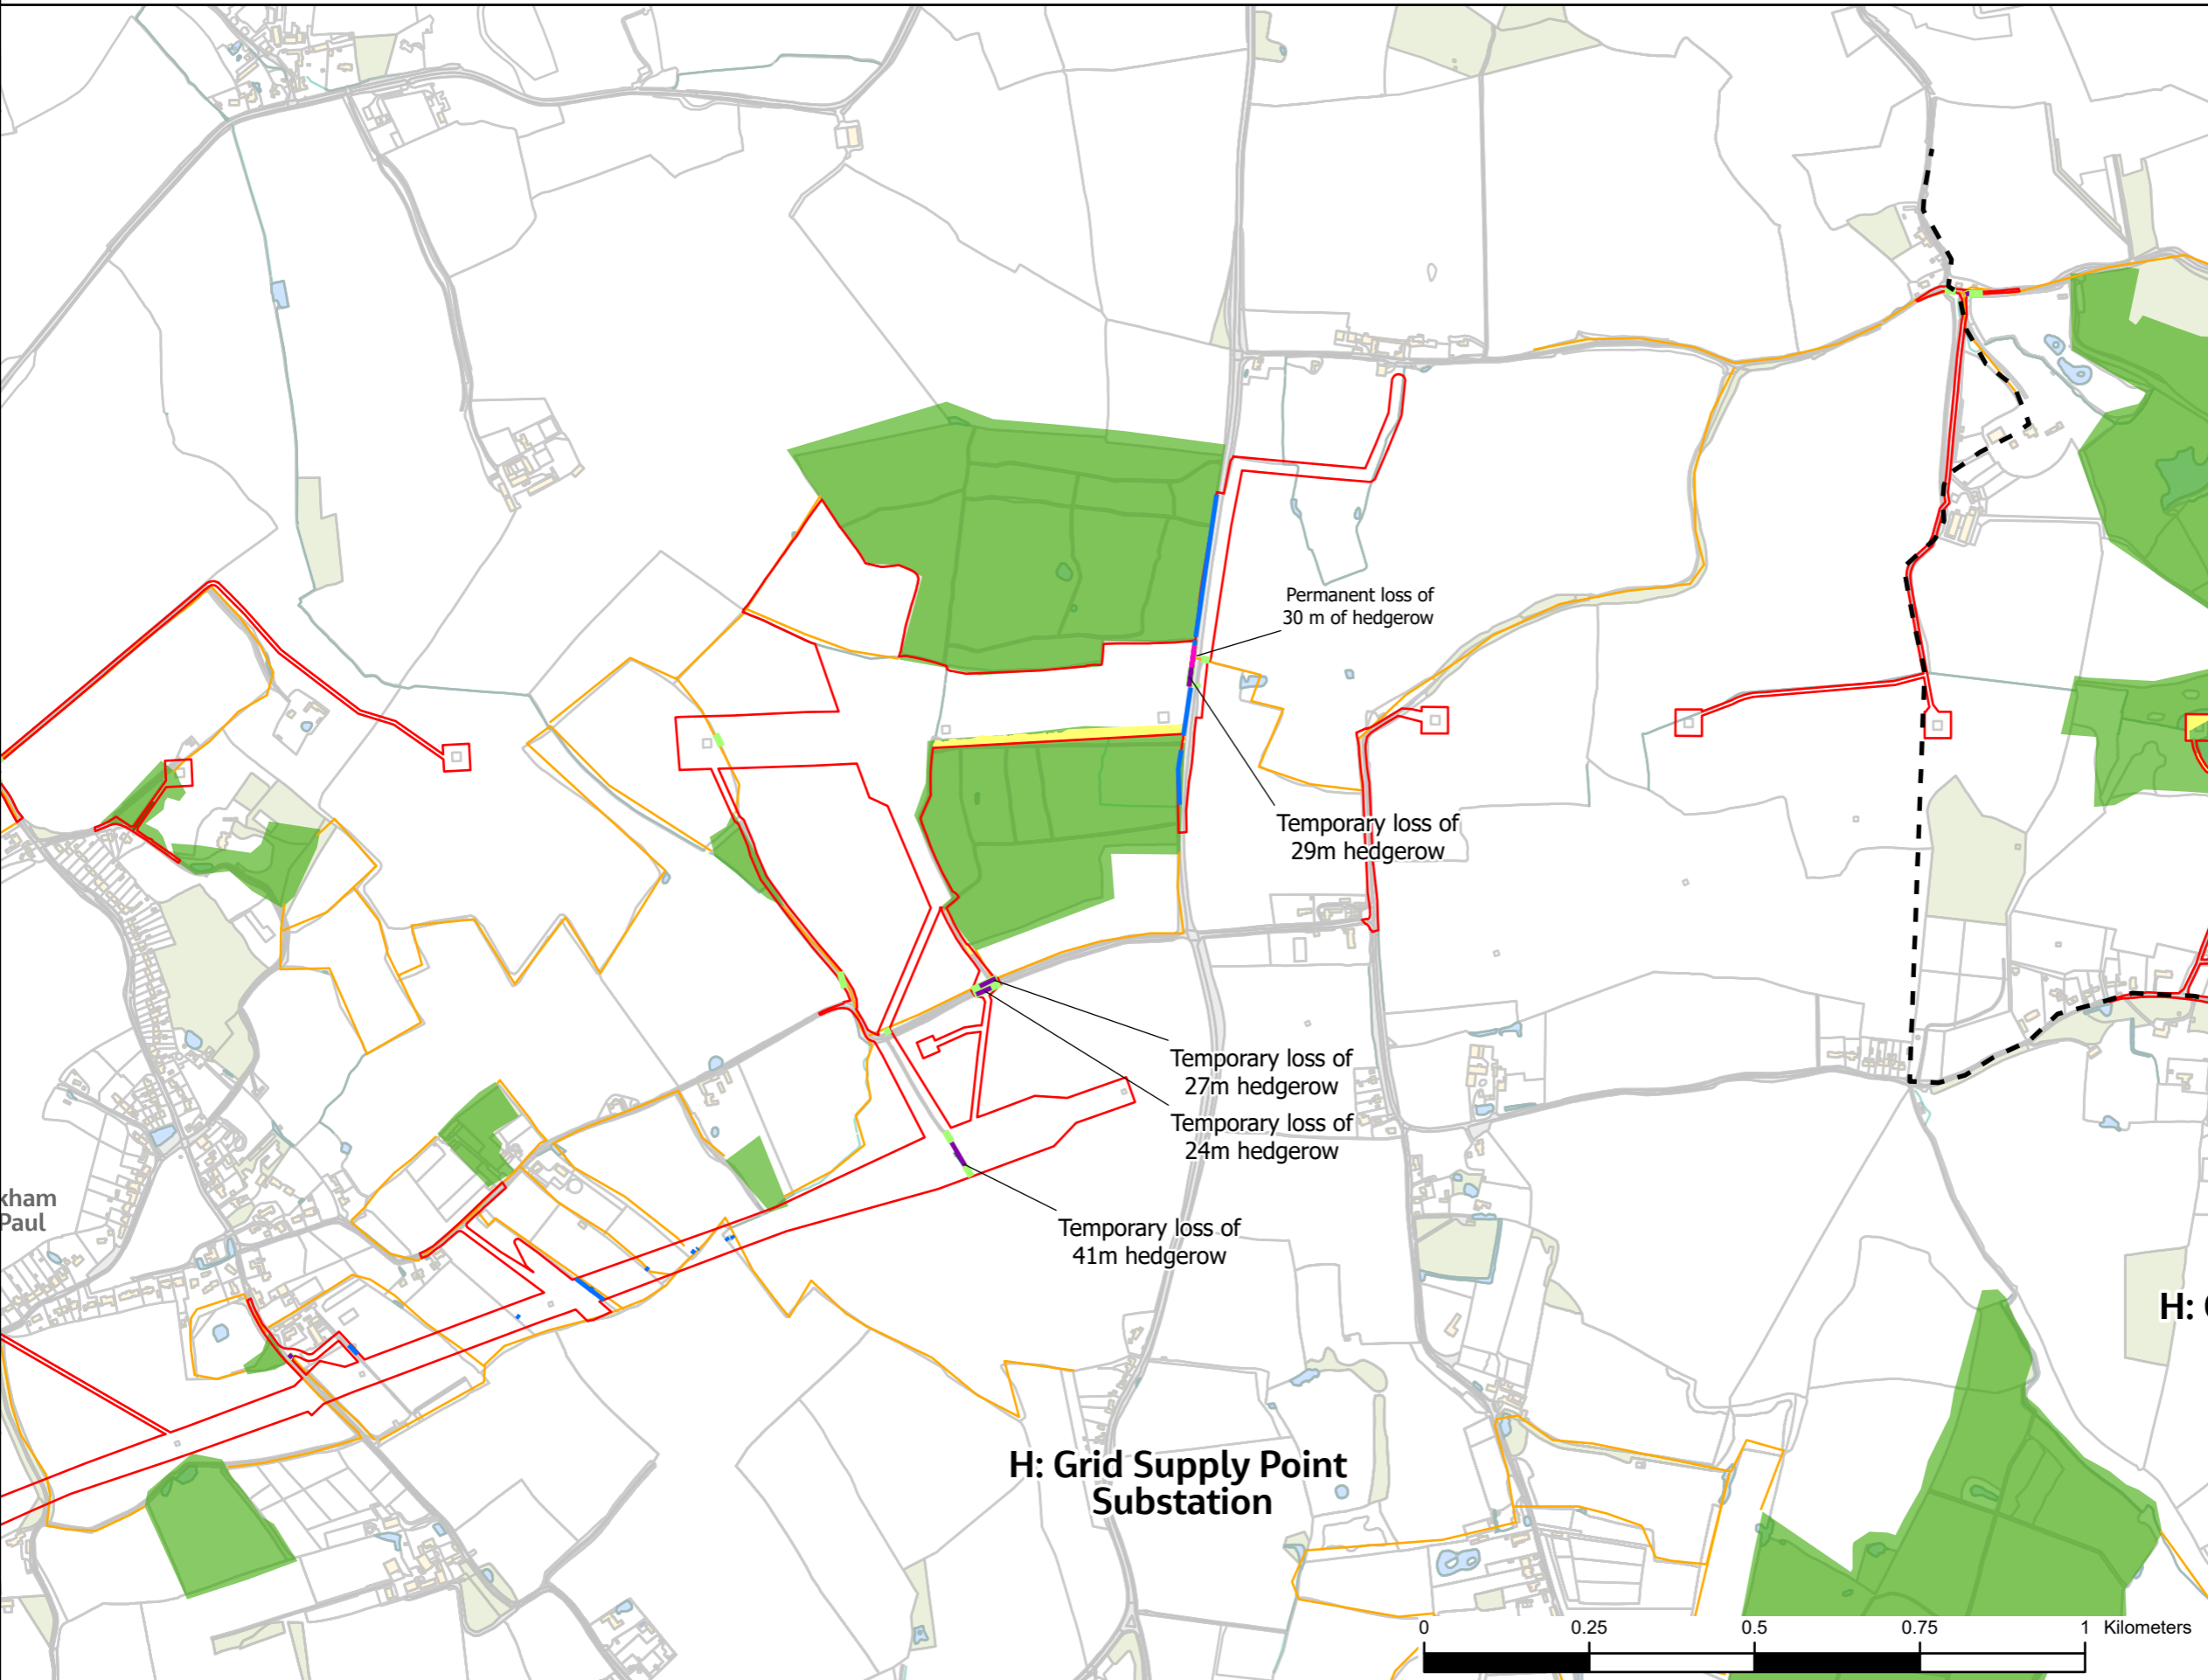 Permanent loss of
30 m of hedgerow
Temporary loss of
29m hedgerow
Temporary loss of
27m hedgerow
Temporary loss of
24m hedgerow
kham
Paul
Temporary loss of
41m hedgerow
H:
H: Grid Supply Point
Substation
0 0.25 0.5 0.75 1 Kilometers